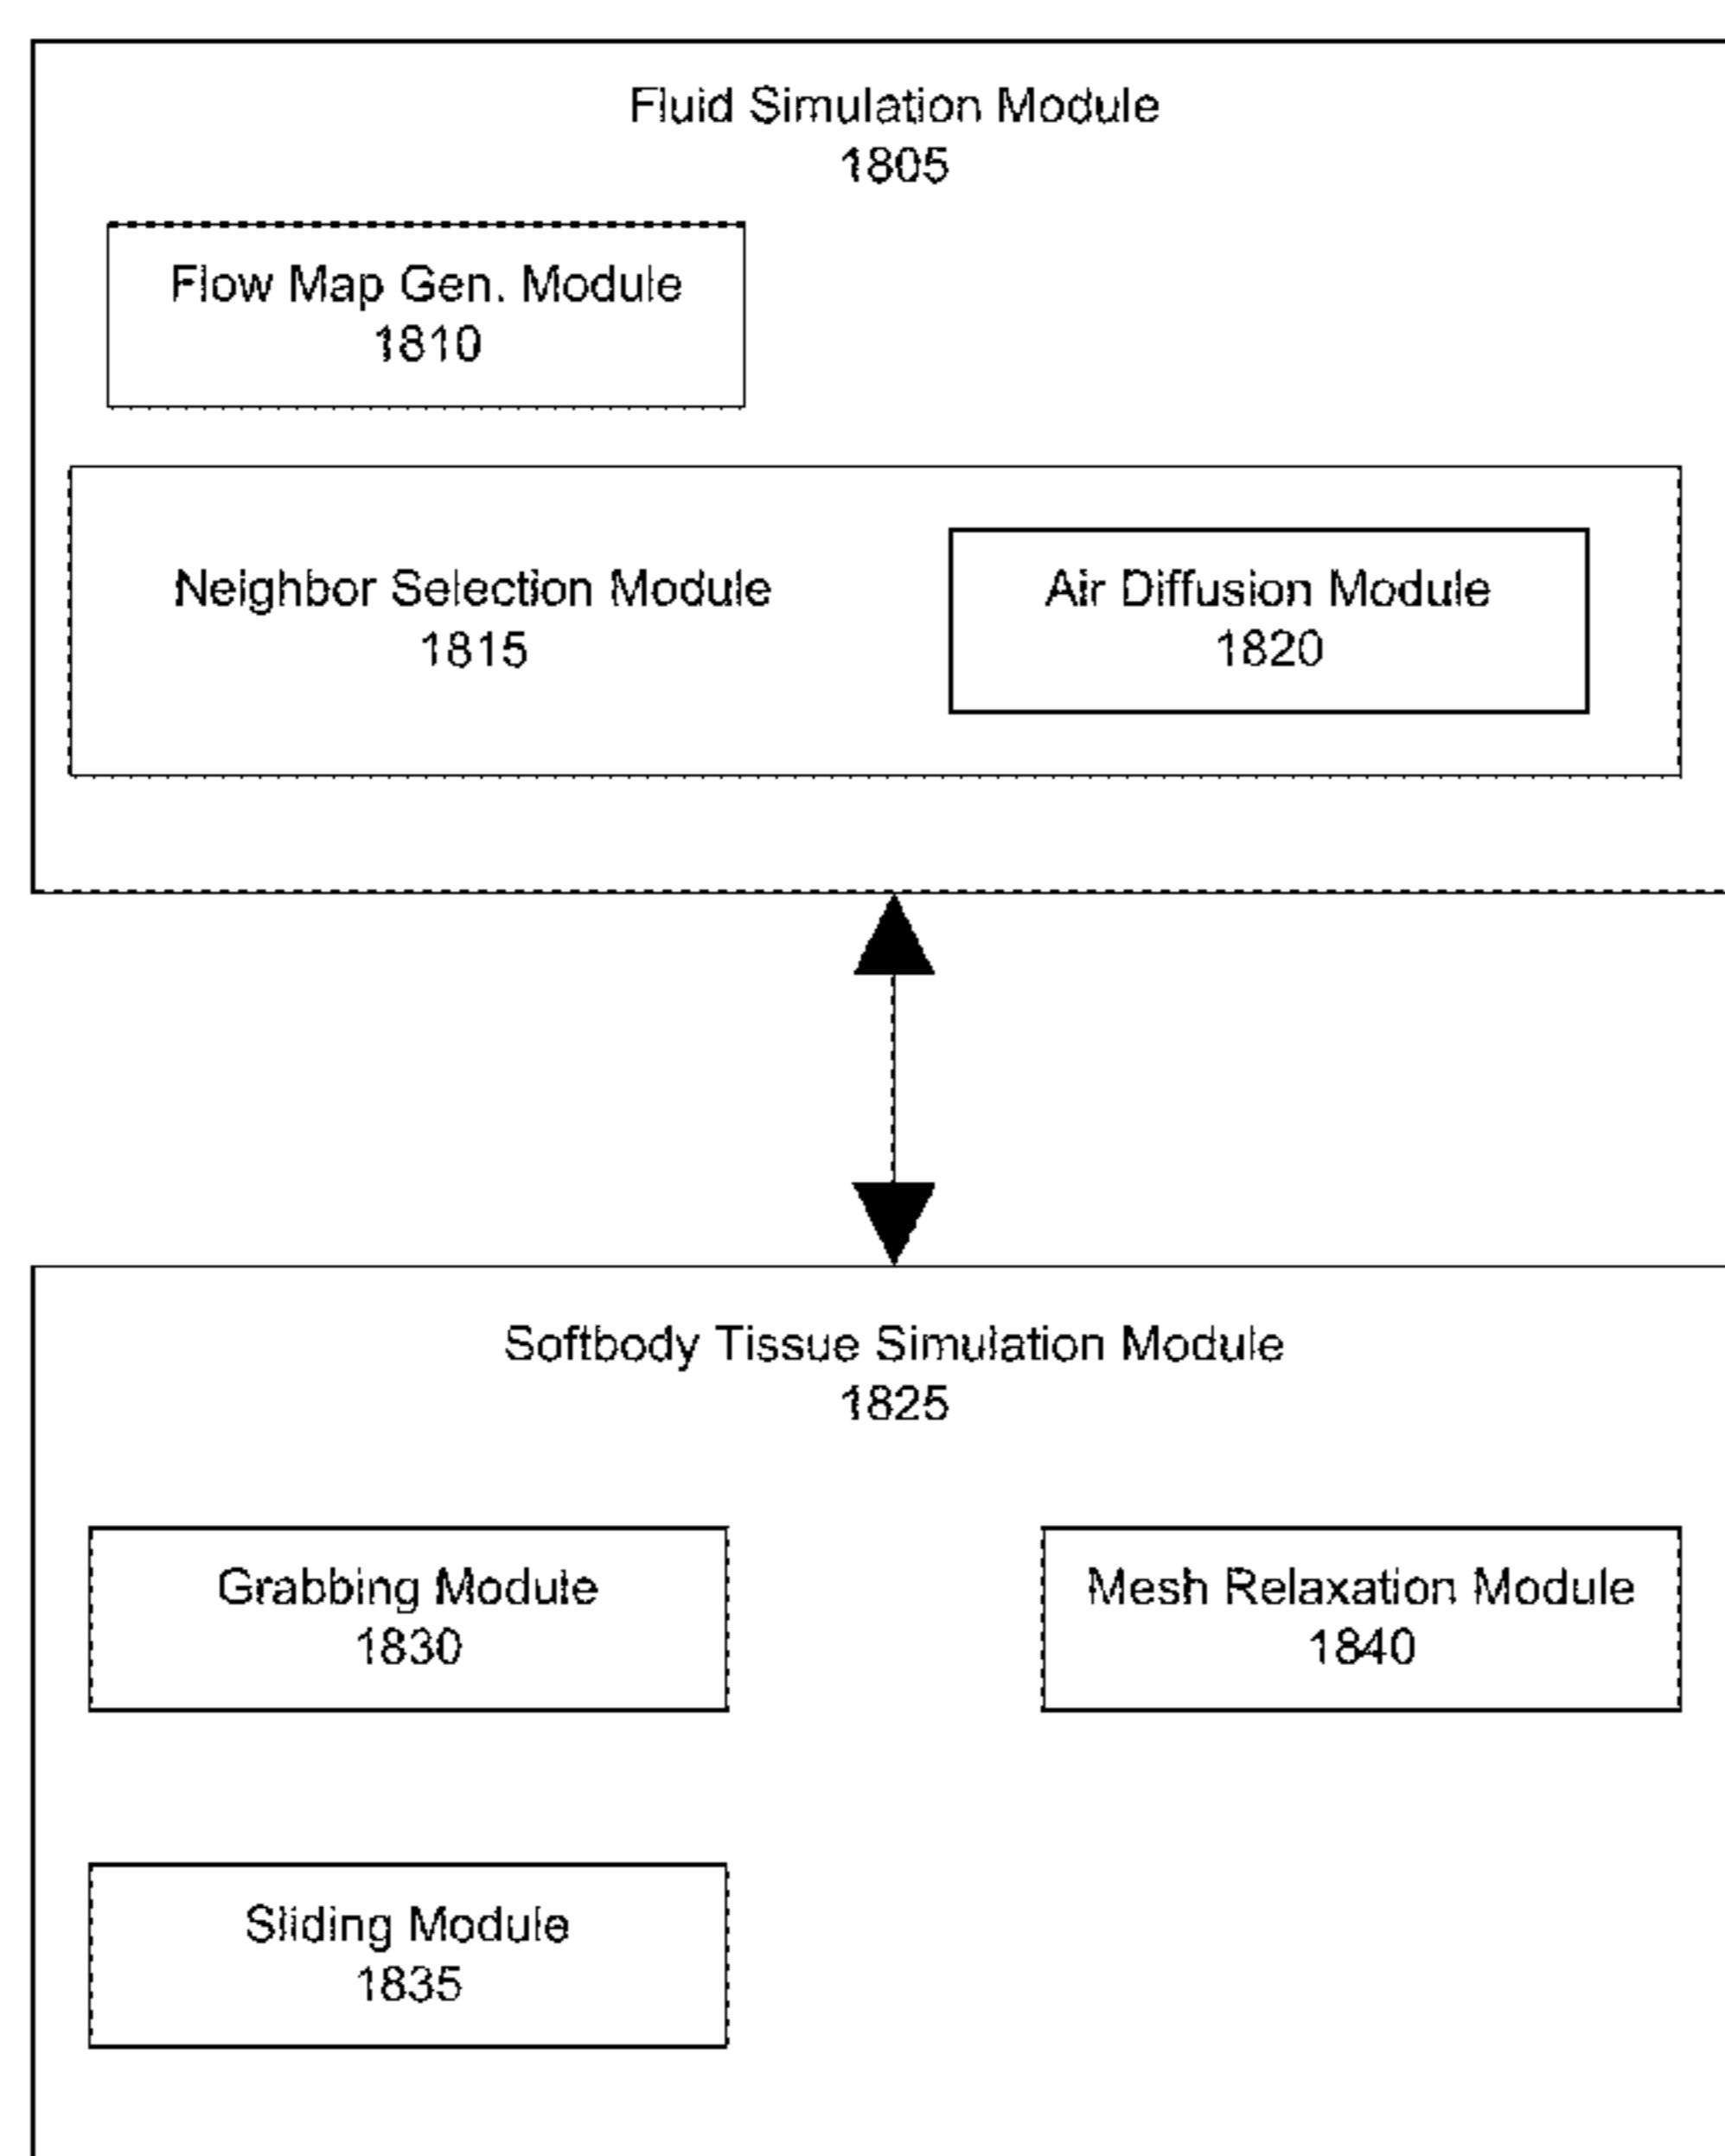 Fluid Simulation Module
1805
Flow Map Gen. Module
1810
Neighbor Selection Module
1815
Air Diffusion Module
1820
Softbody Tissue Simulation Module
1825
Grabbing Module
1830
Mesh Relaxation Module
1840
Sliding Module
1835